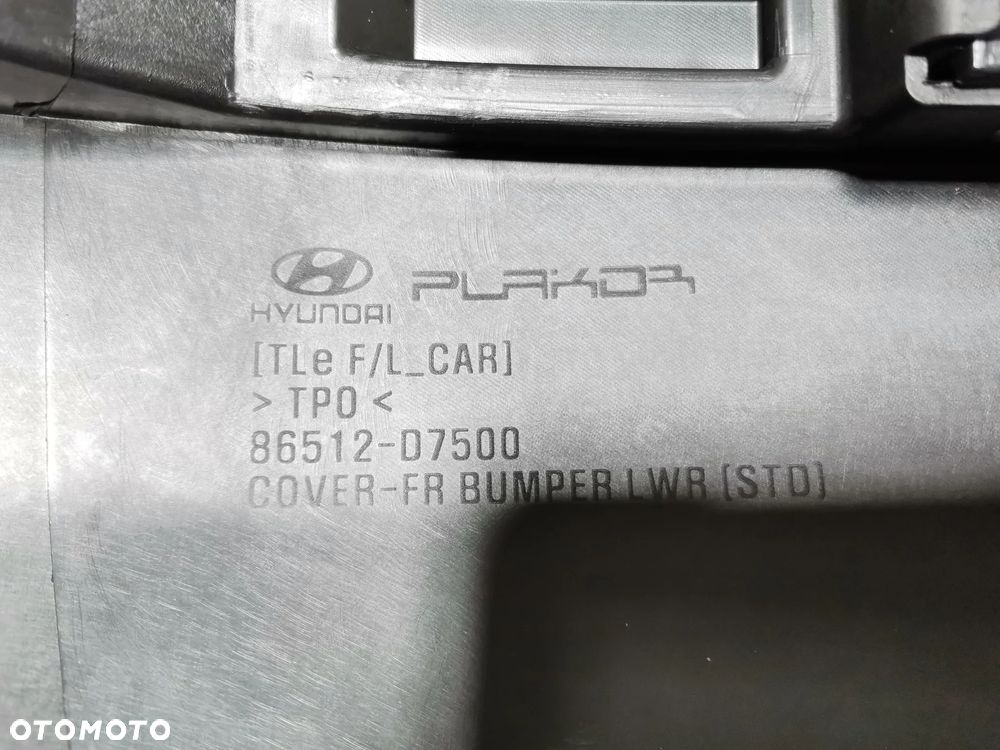 HYUNDAI PLAKOR
[TLe F/L_CAR]
> TPO <
86512-D7500
COVER-FR BUMPER LWR [STD]
OTOMOTO